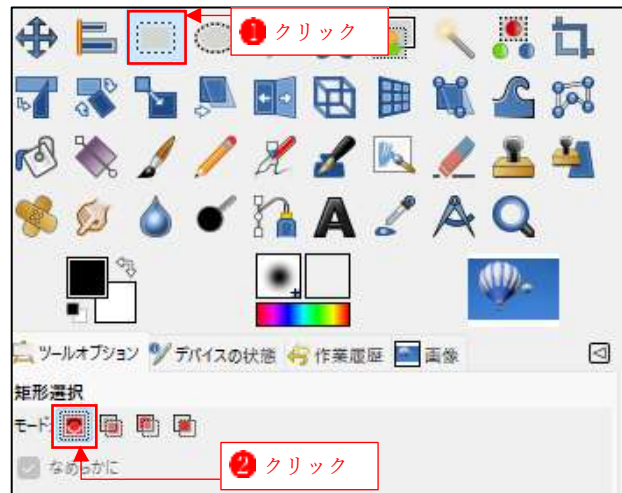 ❶ クリック
ツールオプション デバイスの状態 作業履歴 画像
矩形選択
モード:
なめらかに
❷ クリック